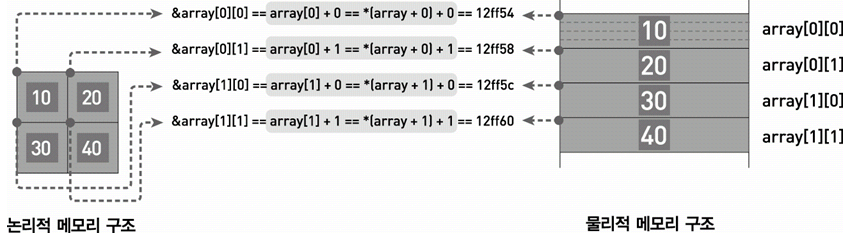 &array[0][0] == array[0] + 0 == *(array + 0) + 0 == 12ff54
&array[0][1] == array[0] + 1 == *(array + 0) + 1 == 12ff58
&array[1][0] == array[1] + 0 == *(array + 1) + 0 == 12ff5c
&array[1][1] == array[1] + 1 == *(array + 1) + 1 == 12ff60
10 20
30 40
논리적 메모리 구조
10 array[0][0]
20 array[0][1]
30 array[1][0]
40 array[1][1]
물리적 메모리 구조